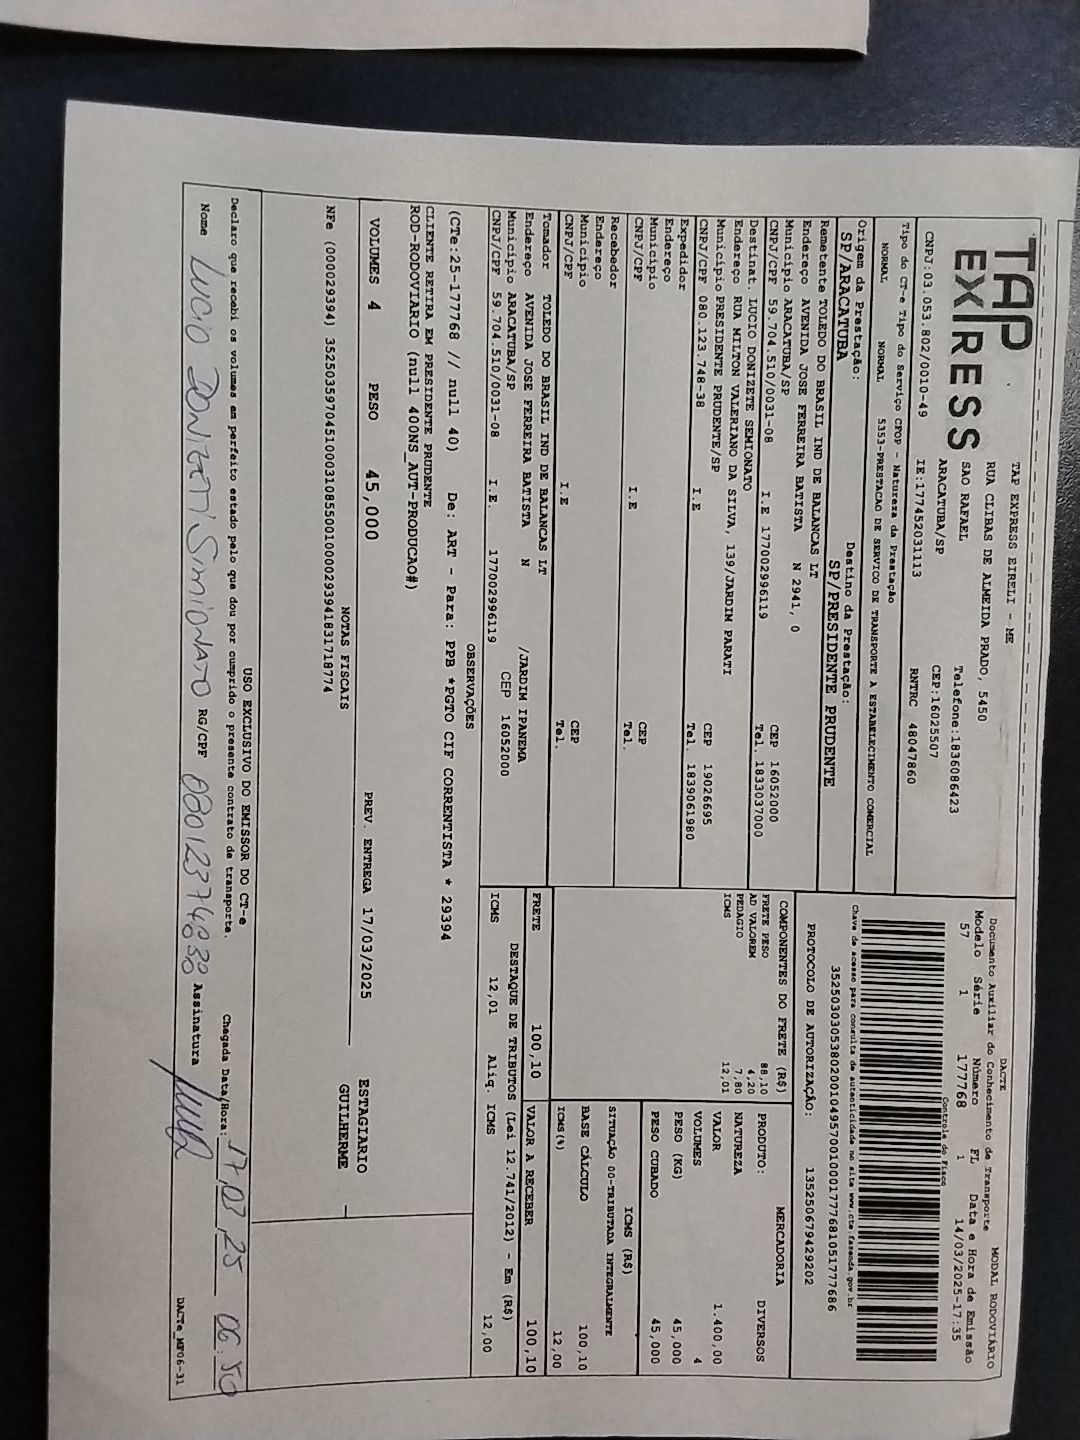 TAP EXPRESS
TAP EXPRESS EIRELI - ME
RUA CLIBAS DE ALMEIDA PRADO, 5450
SAO RAFAEL Telefone:1836086423
ARACATUBA/SP CEP:16025507
CNPJ:03.053.802/0010-49 IE:177452031113 RNTRC 48047860
Tipo do CT-e Tipo do Serviço CFOP - Natureza da Prestação
NORMAL NORMAL 5353-PRESTACAO DE SERVICO DE TRANSPORTE A ESTABELECIMENTO COMERCIAL
Origem da Prestação: Destino da Prestação:
SP/ARACATUBA SP/PRESIDENTE PRUDENTE
Remetente TOLEDO DO BRASIL IND DE BALANCAS LT
Endereço AVENIDA JOSE FERREIRA BATISTA N 2941, 0
Município ARACATUBA/SP CEP 16052000
CNPJ/CPF 59.704.510/0031-08 I.E 177002996119 Tel. 1833037000
Destinat. LUCIO DONIZETE SEMIONATO
Endereço RUA MILTON VALERIANO DA SILVA, 139/JARDIM PARATI
Município PRESIDENTE PRUDENTE/SP CEP 19026695
CNPJ/CPF 080.123.748-38 I.E Tel. 1839061980
Expedidor
Endereço
Município CEP
CNPJ/CPF I.E Tel.
Recebedor
Endereço
Município CEP
CNPJ/CPF I.E Tel.
Tomador TOLEDO DO BRASIL IND DE BALANCAS LT
Endereço AVENIDA JOSE FERREIRA BATISTA N /JARDIM IPANEMA
Município ARACATUBA/SP CEP 16052000
CNPJ/CPF 59.704.510/0031-08 I.E. 177002996119
DACTE MODAL RODOVIÁRIO
Documento Auxiliar do Conhecimento de Transporte
Modelo Série Número FL Data e Hora de Emissão
57 1 177768 1 14/03/2025-17:35
Controle do Fisco
Chave de acesso para consulta de autenticidade no site www.cte.fazenda.gov.br
35250303053802001049570010001777681051777686
PROTOCOLO DE AUTORIZAÇÃO: 135250679429202
COMPONENTES DO FRETE (R$)
FRETE PESO 88,10
AD VALOREM 4,20
PEDAGIO 7,80
ICMS 12,01
MERCADORIA
PRODUTO: DIVERSOS
NATUREZA
VALOR 1.400,00
VOLUMES 4
PESO (KG) 45,000
PESO CUBADO 45,000
ICMS (R$)
SITUAÇÃO 00-TRIBUTADA INTEGRALMENTE
BASE CÁLCULO 100,10
ICMS(%) 12,00
FRETE 100,10 VALOR A RECEBER 100,10
DESTAQUE DE TRIBUTOS (Lei 12.741/2012) - Em (R$)
ICMS 12,01 Aliq. ICMS 12,00
OBSERVAÇÕES
(CTe:25-177768 // null 40) De: ART - Para: PPB *PGTO CIF CORRENTISTA * 29394
CLIENTE RETIRA EM PRESIDENTE PRUDENTE
ROD-RODOVIARIO (null 400NS_AUT-PRODUCAO#)
VOLUMES 4 PESO 45,000 PREV. ENTREGA 17/03/2025 ESTAGIARIO
GUILHERME
NOTAS FISCAIS
NFe (000029394) 35250359704510003108550010000293941831718774
USO EXCLUSIVO DO EMISSOR DO CT-e
Declaro que recebi os volumes em perfeito estado pelo que dou por cumprido o presente contrato de transporte. Chegada Data/Hora: 17.03.25 06:50
Nome LUCIO DONIZETI SIMIONATO RG/CPF 08012374838 Assinatura
DACTe_MF06-31